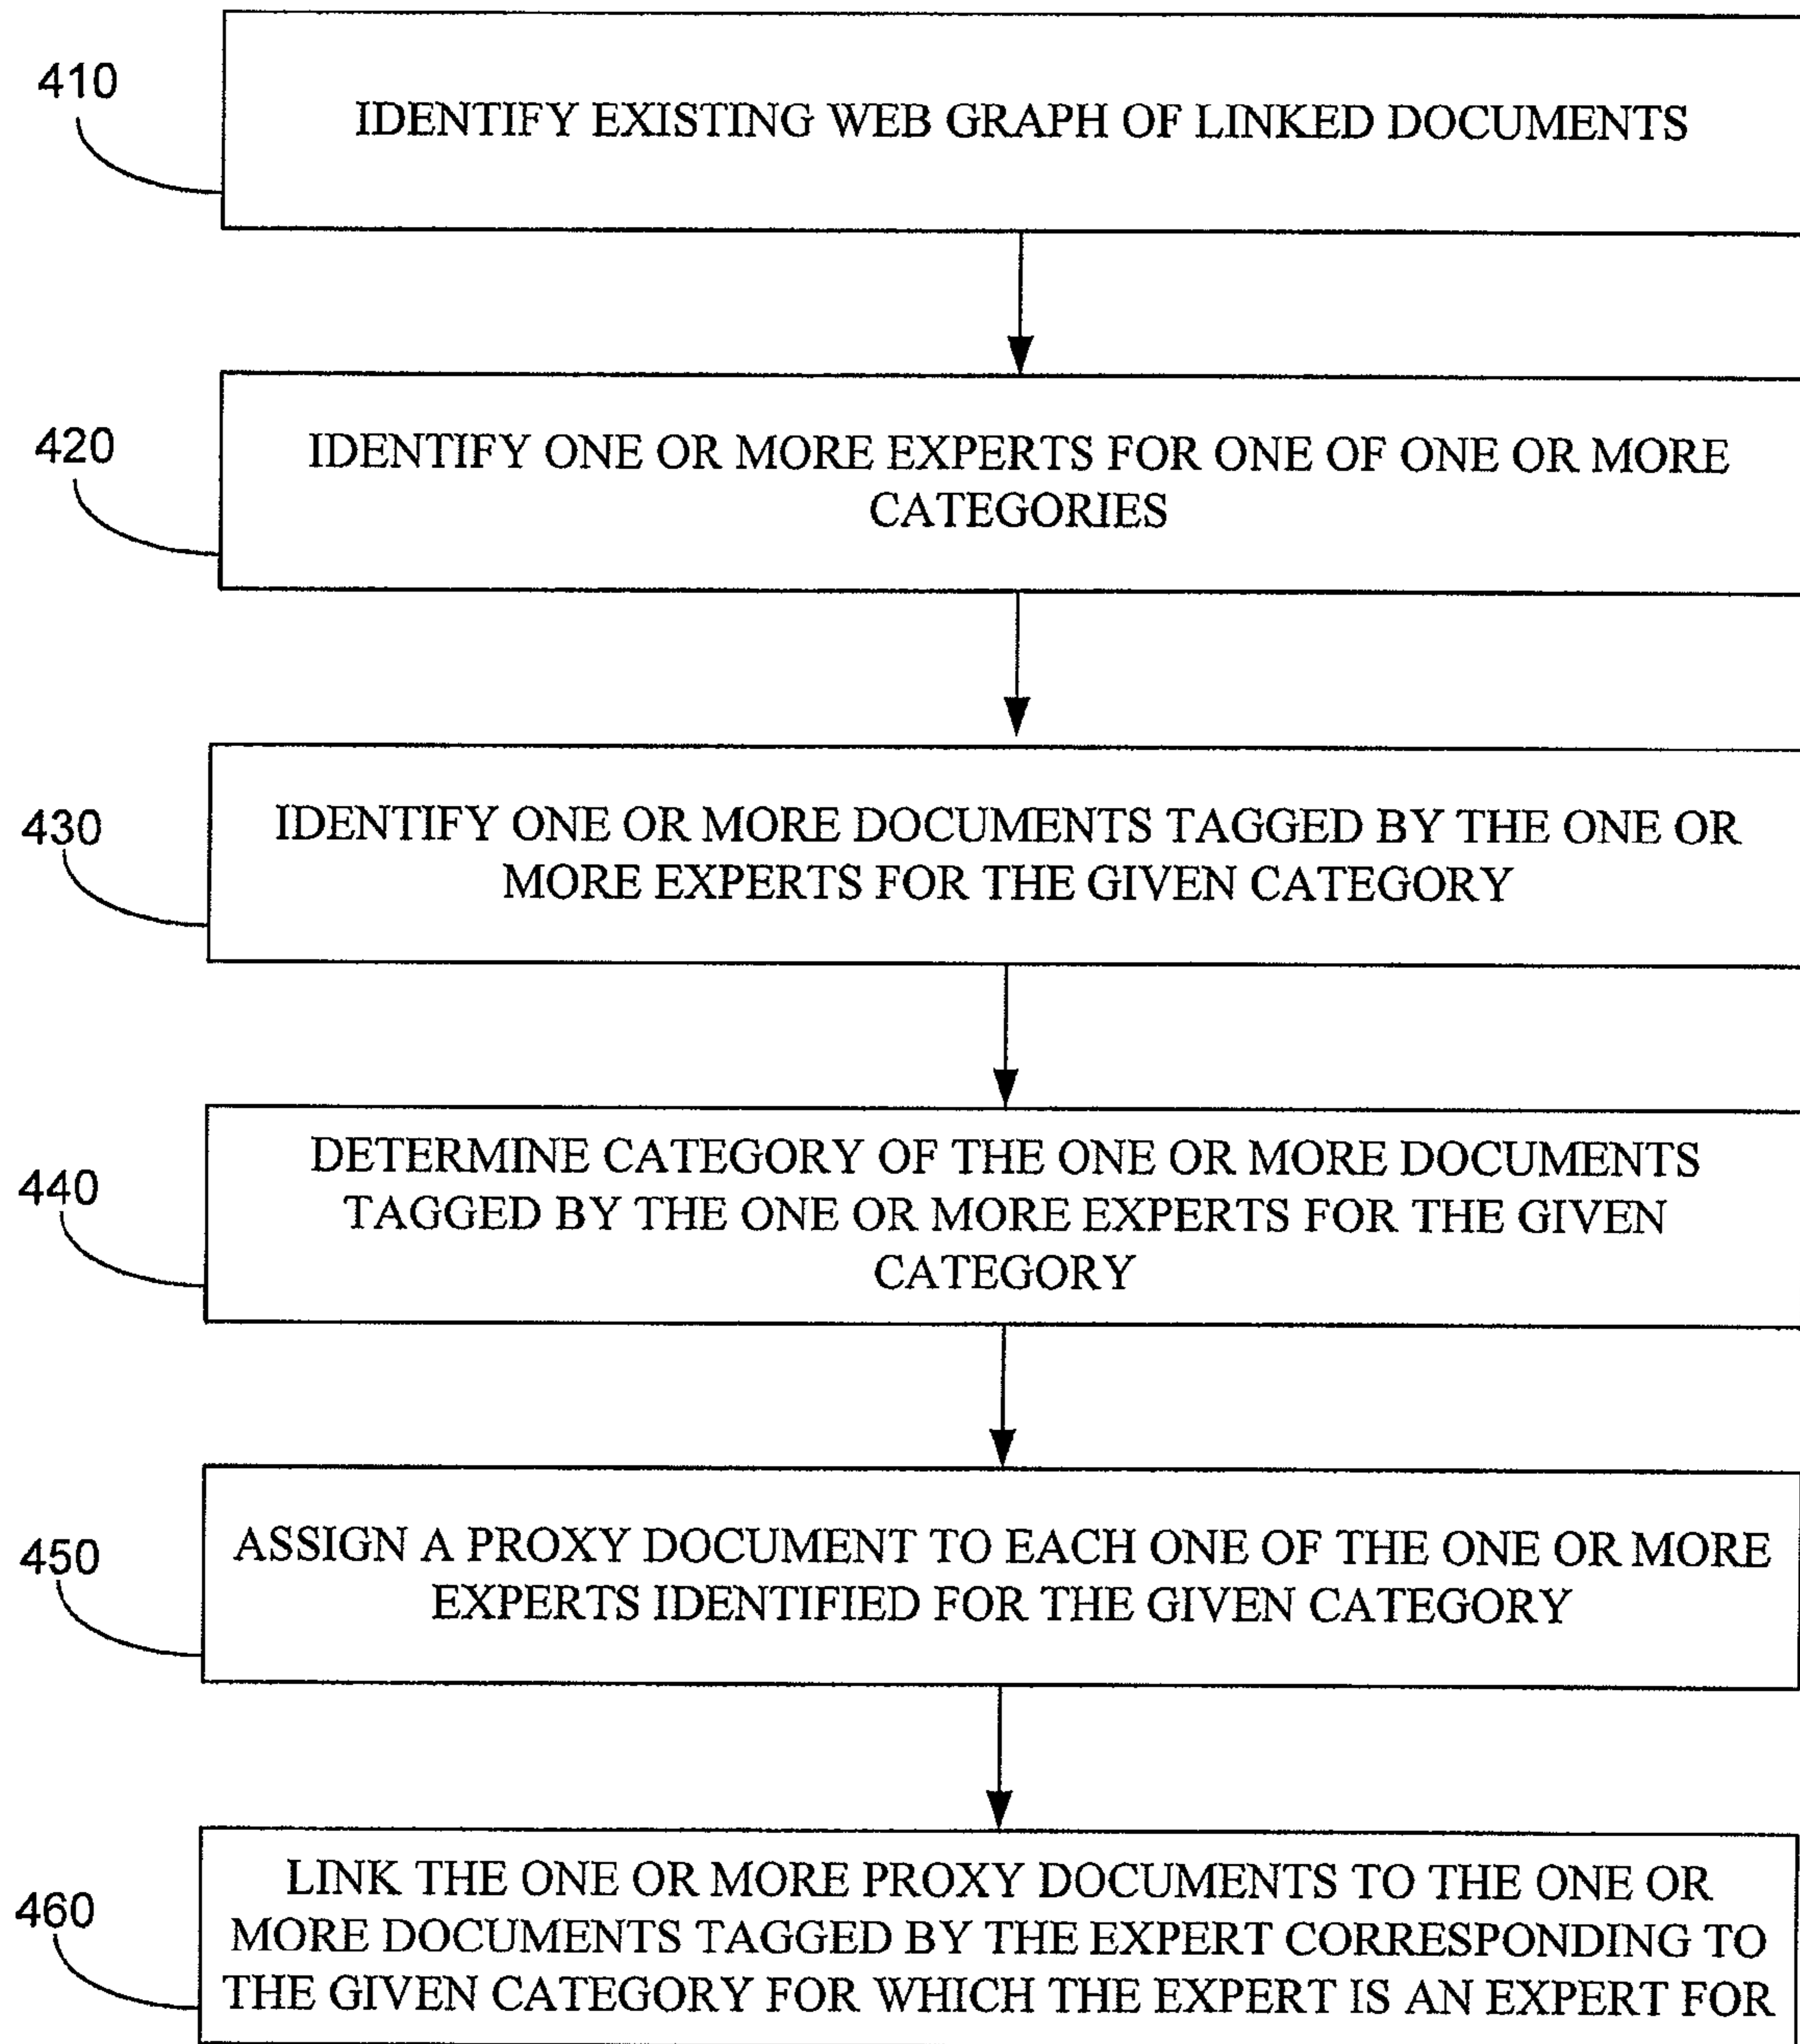 410
IDENTIFY EXISTING WEB GRAPH OF LINKED DOCUMENTS
420
IDENTIFY ONE OR MORE EXPERTS FOR ONE OF ONE OR MORE
CATEGORIES
430
IDENTIFY ONE OR MORE DOCUMENTS TAGGED BY THE ONE OR
MORE EXPERTS FOR THE GIVEN CATEGORY
440
DETERMINE CATEGORY OF THE ONE OR MORE DOCUMENTS
TAGGED BY THE ONE OR MORE EXPERTS FOR THE GIVEN
CATEGORY
450
ASSIGN A PROXY DOCUMENT TO EACH ONE OF THE ONE OR MORE
EXPERTS IDENTIFIED FOR THE GIVEN CATEGORY
460
LINK THE ONE OR MORE PROXY DOCUMENTS TO THE ONE OR
MORE DOCUMENTS TAGGED BY THE EXPERT CORRESPONDING TO
THE GIVEN CATEGORY FOR WHICH THE EXPERT IS AN EXPERT FOR